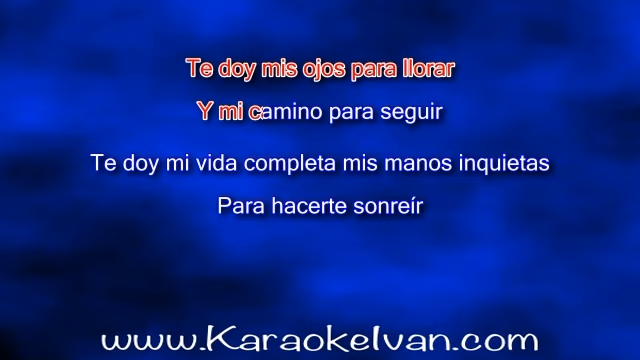 Te doy mis ojos para llorar
Y mi camino para seguir
Te doy mi vida completa mis manos inquietas
Para hacerte sonreír
www.KaraokeIvan.com